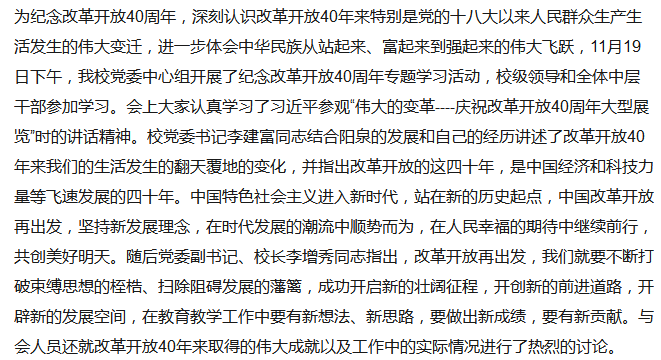 为纪念改革开放40周年，深刻认识改革开放40年来特别是党的十八大以来人民群众生产生
活发生的伟大变迁，进一步体会中华民族从站起来、富起来到强起来的伟大飞跃，11月19
日下午，我校党委中心组开展了纪念改革开放40周年专题学习活动，校级领导和全体中层
干部参加学习。会上大家认真学习了习近平参观“伟大的变革----庆祝改革开放40周年大型展
览”时的讲话精神。校党委书记李建富同志结合阳泉的发展和自己的经历讲述了改革开放40
年来我们的生活发生的翻天覆地的变化，并指出改革开放的这四十年，是中国经济和科技力
量等飞速发展的四十年。中国特色社会主义进入新时代，站在新的历史起点，中国改革开放
再出发，坚持新发展理念，在时代发展的潮流中顺势而为，在人民幸福的期待中继续前行，
共创美好明天。随后党委副书记、校长李增秀同志指出，改革开放再出发，我们就要不断打
破束缚思想的桎梏、扫除阻碍发展的藩篱，成功开启新的壮阔征程，开创新的前进道路，开
辟新的发展空间，在教育教学工作中要有新想法、新思路，要做出新成绩，要有新贡献。与
会人员还就改革开放40年来取得的伟大成就以及工作中的实际情况进行了热烈的讨论。